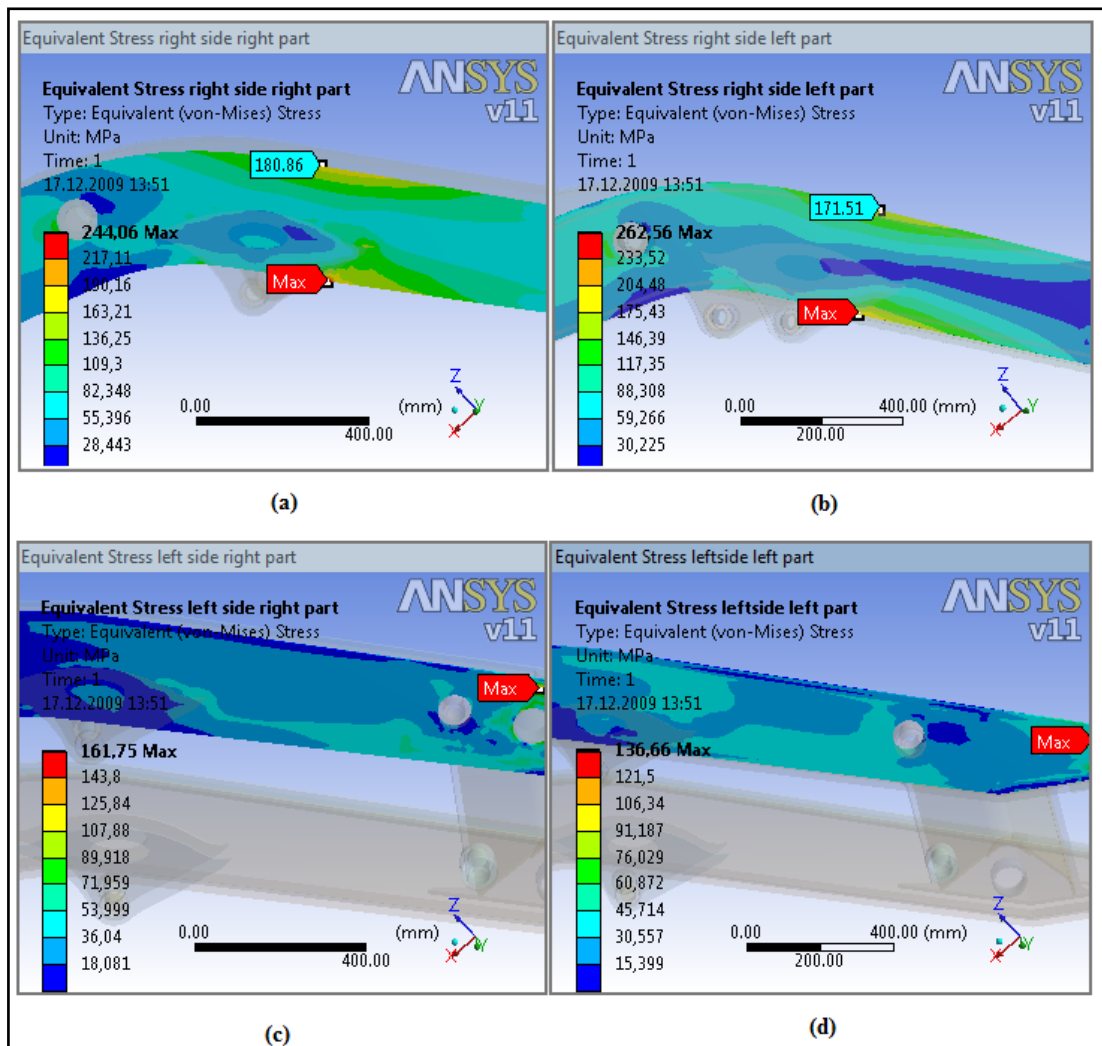 Equivalent Stress right side right part
ANSYS
v11
Equivalent Stress right side right part
Type: Equivalent (von-Mises) Stress
Unit: MPa
Time: 1
17.12.2009 13:51
180.86
244,06 Max
217,11
190,16
163,21
136,25
109,3
82,348
55,396
28,443
Max
0.00
400.00
(mm)
Z
Y
X
(a)
Equivalent Stress right side left part
ANSYS
v11
Equivalent Stress right side left part
Type: Equivalent (von-Mises) Stress
Unit: MPa
Time: 1
17.12.2009 13:51
171.51
262,56 Max
233,52
204,48
175,43
146,39
117,35
88,308
59,266
30,225
Max
0.00
400.00 (mm)
200.00
Z
Y
X
(b)
Equivalent Stress left side right part
ANSYS
v11
Equivalent Stress left side right part
Type: Equivalent (von-Mises) Stress
Unit: MPa
Time: 1
17.12.2009 13:51
Max
161,75 Max
143,8
125,84
107,88
89,918
71,959
53,999
36,04
18,081
0.00
400.00
(mm)
Z
Y
X
(c)
Equivalent Stress leftside left part
ANSYS
v11
Equivalent Stress leftside left part
Type: Equivalent (von-Mises) Stress
Unit: MPa
Time: 1
17.12.2009 13:51
Max
136,66 Max
121,5
106,34
91,187
76,029
60,872
45,714
30,557
15,399
0.00
400.00 (mm)
200.00
Z
Y
X
(d)